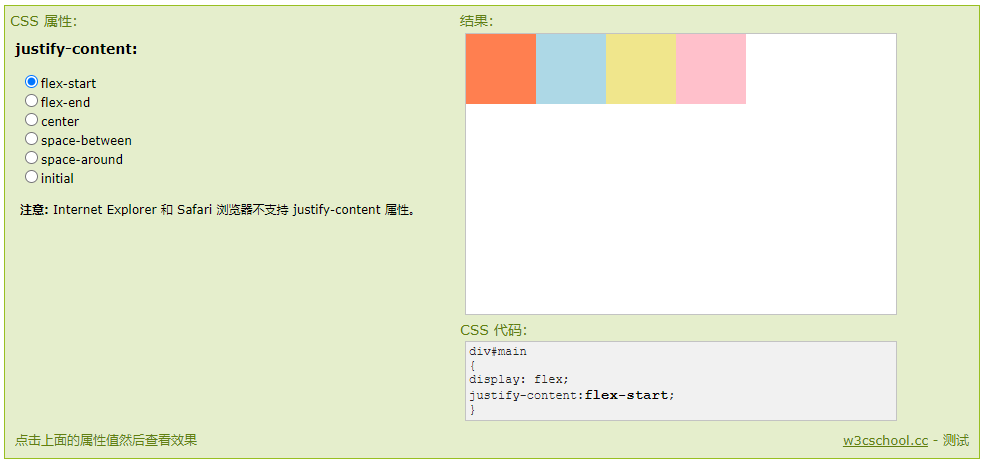 CSS 属性:
justify-content:
flex-start
flex-end
center
space-between
space-around
initial
注意: Internet Explorer 和 Safari 浏览器不支持 justify-content 属性。
结果:
CSS 代码:
div#main
{
display: flex;
justify-content:flex-start;
}
点击上面的属性值然后查看效果
w3cschool.cc - 测试